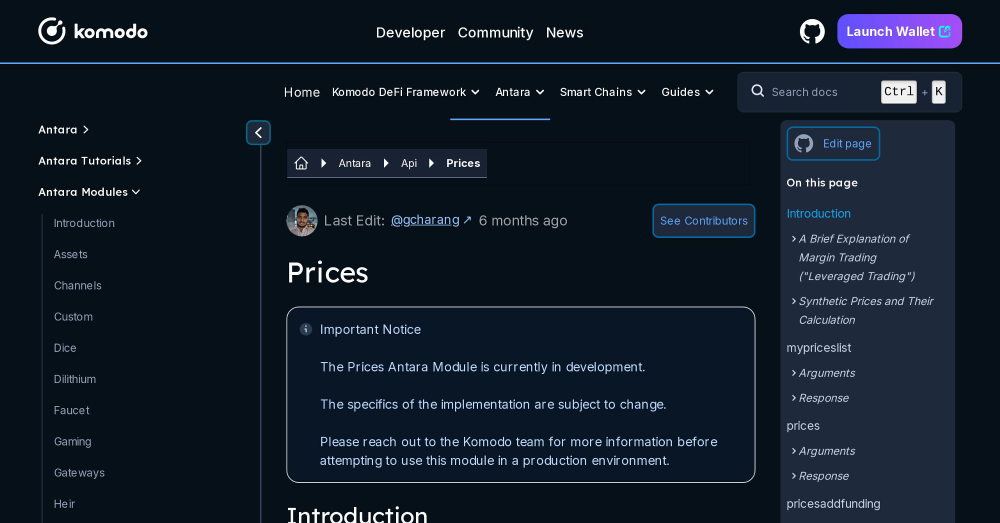 komodo
Developer Community News
Launch Wallet
Home Komodo DeFi Framework Antara Smart Chains Guides
Search docs Ctrl + K
Antara
Antara Tutorials
Antara Modules
Introduction
Assets
Channels
Custom
Dice
Dilithium
Faucet
Gaming
Gateways
Heir
Antara Api Prices
Last Edit: @gcharang ↗ 6 months ago
See Contributors
Prices
Important Notice
The Prices Antara Module is currently in development.
The specifics of the implementation are subject to change.
Please reach out to the Komodo team for more information before
attempting to use this module in a production environment.
Introduction
Edit page
On this page
Introduction
A Brief Explanation of
Margin Trading
("Leveraged Trading")
Synthetic Prices and Their
Calculation
mypriceslist
Arguments
Response
prices
Arguments
Response
pricesaddfunding